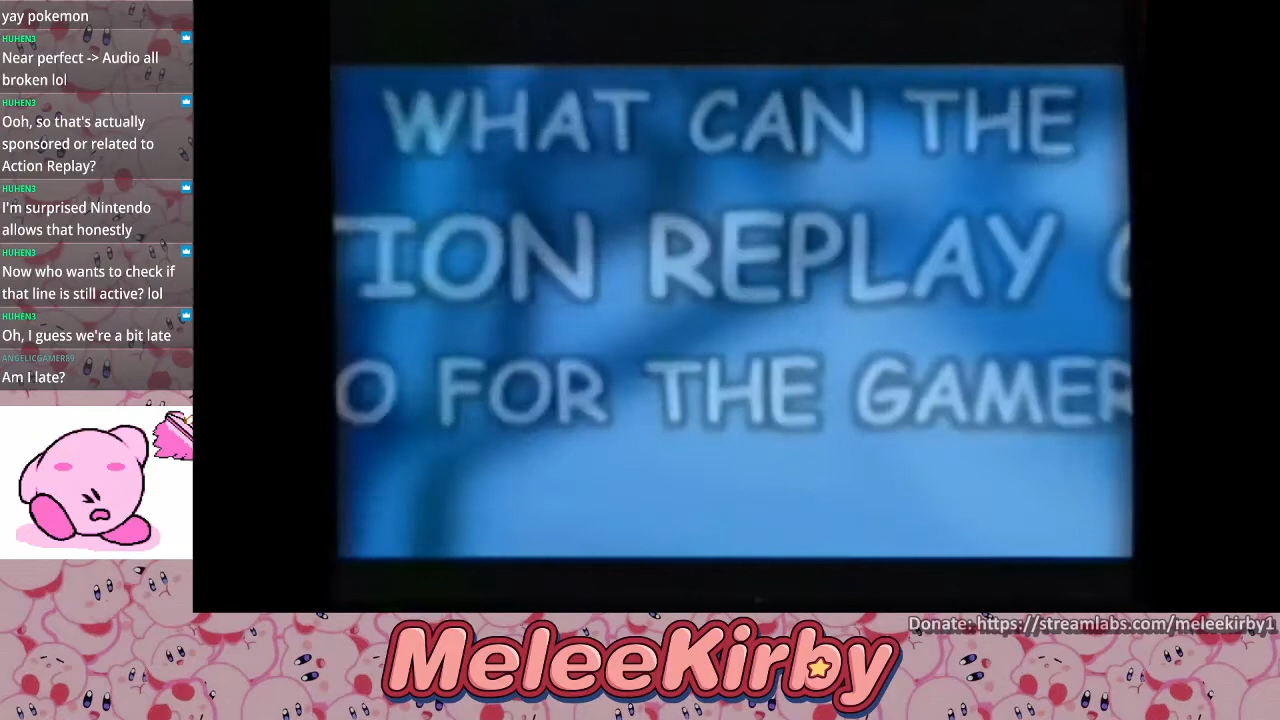 yay pokemon
HUHEN3
Near perfect -> Audio all
broken lol
HUHEN3
Ooh, so that's actually
sponsored or related to
Action Replay?
HUHEN3
I'm surprised Nintendo
allows that honestly
HUHEN3
Now who wants to check if
that line is still active? lol
HUHEN3
Oh, I guess we're a bit late
ANGELICGAMER89
Am I late?
WHAT CAN THE
TION REPLAY
O FOR THE GAMER
MeleeKirby
Donate: https://streamlabs.com/meleekirby1